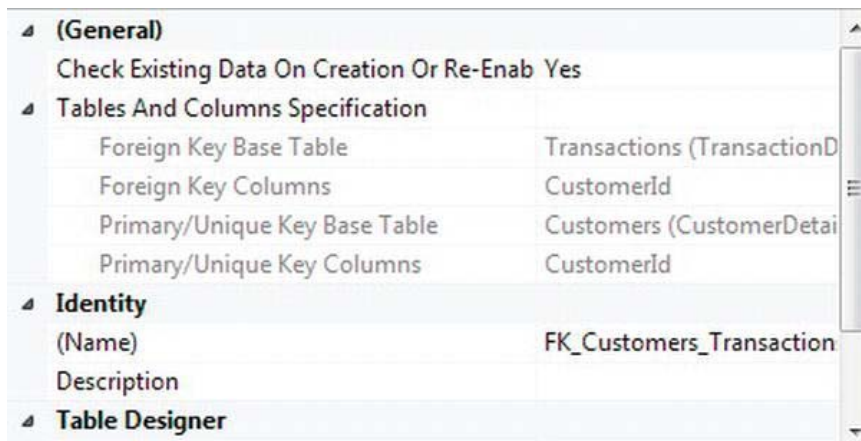 (General)
Check Existing Data On Creation Or Re-Enab Yes
Tables And Columns Specification
Foreign Key Base Table Transactions (TransactionD
Foreign Key Columns CustomerId
Primary/Unique Key Base Table Customers (CustomerDetai
Primary/Unique Key Columns CustomerId
Identity
(Name) FK_Customers_Transaction
Description
Table Designer